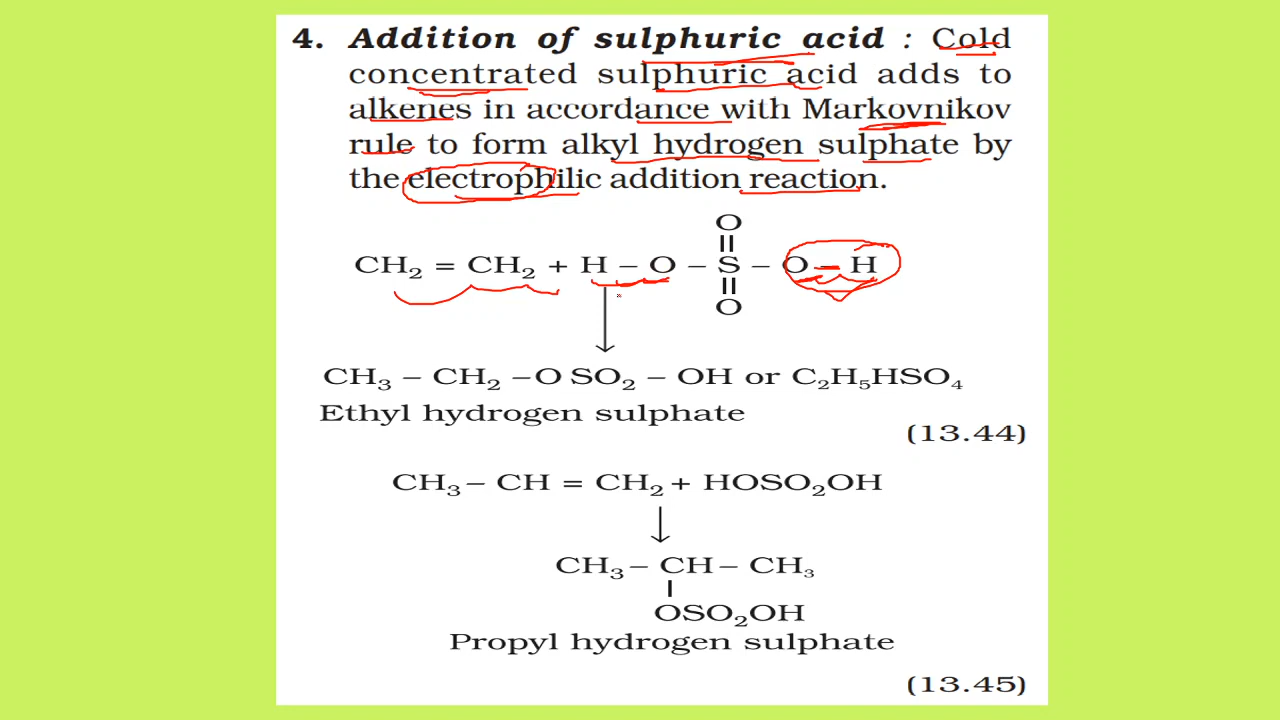 4. Addition of sulphuric acid : Cold
concentrated sulphuric acid adds to
alkenes in accordance with Markovnikov
rule to form alkyl hydrogen sulphate by
the electrophilic addition reaction.
O
||
CH₂ = CH₂ + H – O – S – O – H
||
O
CH₃ – CH₂ –O SO₂ – OH or C₂H₅HSO₄
Ethyl hydrogen sulphate
(13.44)
CH₃ – CH = CH₂ + HOSO₂OH
CH₃ – CH – CH₃
|
OSO₂OH
Propyl hydrogen sulphate
(13.45)